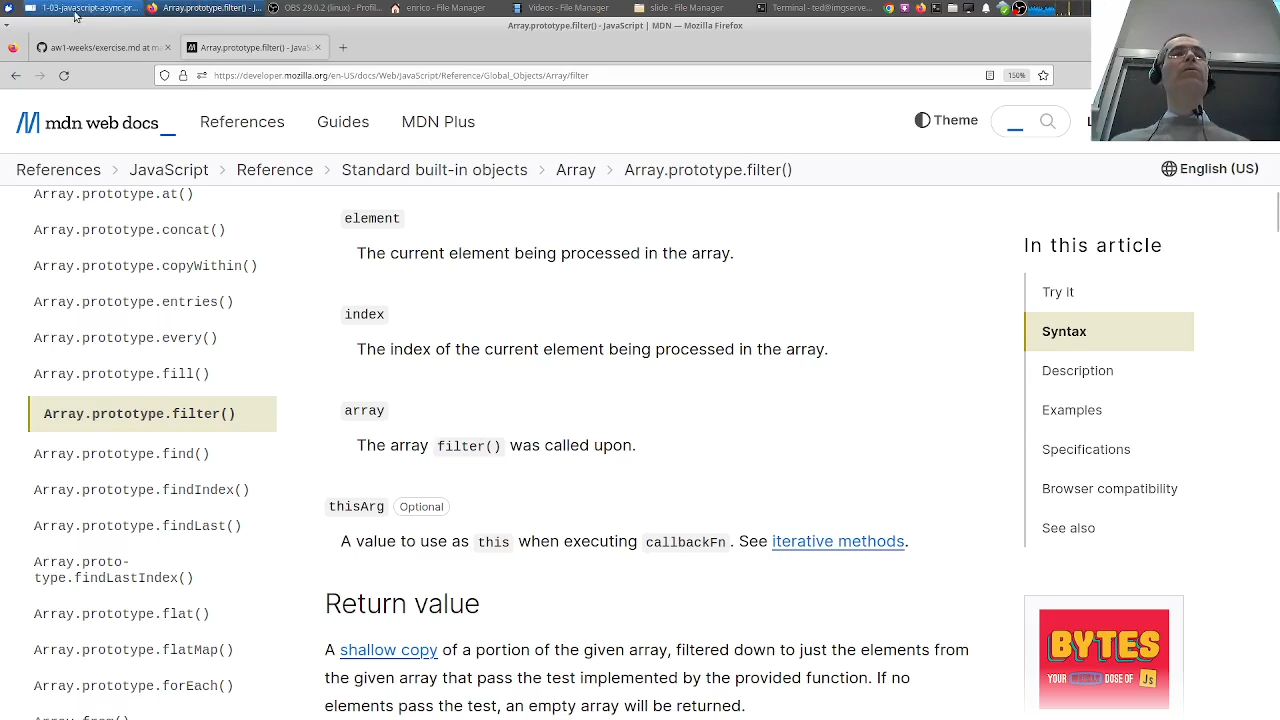 1-03-javascript-async-pro...
Array.prototype.filter() - J...
OBS 29.0.2 (linux) - Profil...
enrico - File Manager
async-promises - File Man...
slide - File Manager
Terminal - ted@imgserve...
Array.prototype.filter() - JavaScript | MDN — Mozilla Firefox
aw1-weeks/exercise.md at ma
Array.prototype.filter() - JavaSc
https://developer.mozilla.org/en-US/docs/Web/JavaScript/Reference/Global_Objects/Array/filter
150%
mdn web docs_
References
Guides
MDN Plus
Theme
References
JavaScript
Reference
Standard built-in objects
Array
Array.prototype.filter()
English (US)
Array.prototype.at()
Array.prototype.concat()
Array.prototype.copyWithin()
Array.prototype.entries()
Array.prototype.every()
Array.prototype.fill()
Array.prototype.filter()
Array.prototype.find()
Array.prototype.findIndex()
Array.prototype.findLast()
Array.proto-
type.findLastIndex()
Array.prototype.flat()
Array.prototype.flatMap()
Array.prototype.forEach()
element
The current element being processed in the array.
index
The index of the current element being processed in the array.
array
The array filter() was called upon.
thisArg Optional
A value to use as this when executing callbackFn. See iterative methods.
Return value
A shallow copy of a portion of the given array, filtered down to just the elements from
the given array that pass the test implemented by the provided function. If no
elements pass the test, an empty array will be returned.
In this article
Try it
Syntax
Description
Examples
Specifications
Browser compatibility
See also
BYTES
YOUR
DOSE OF
JS